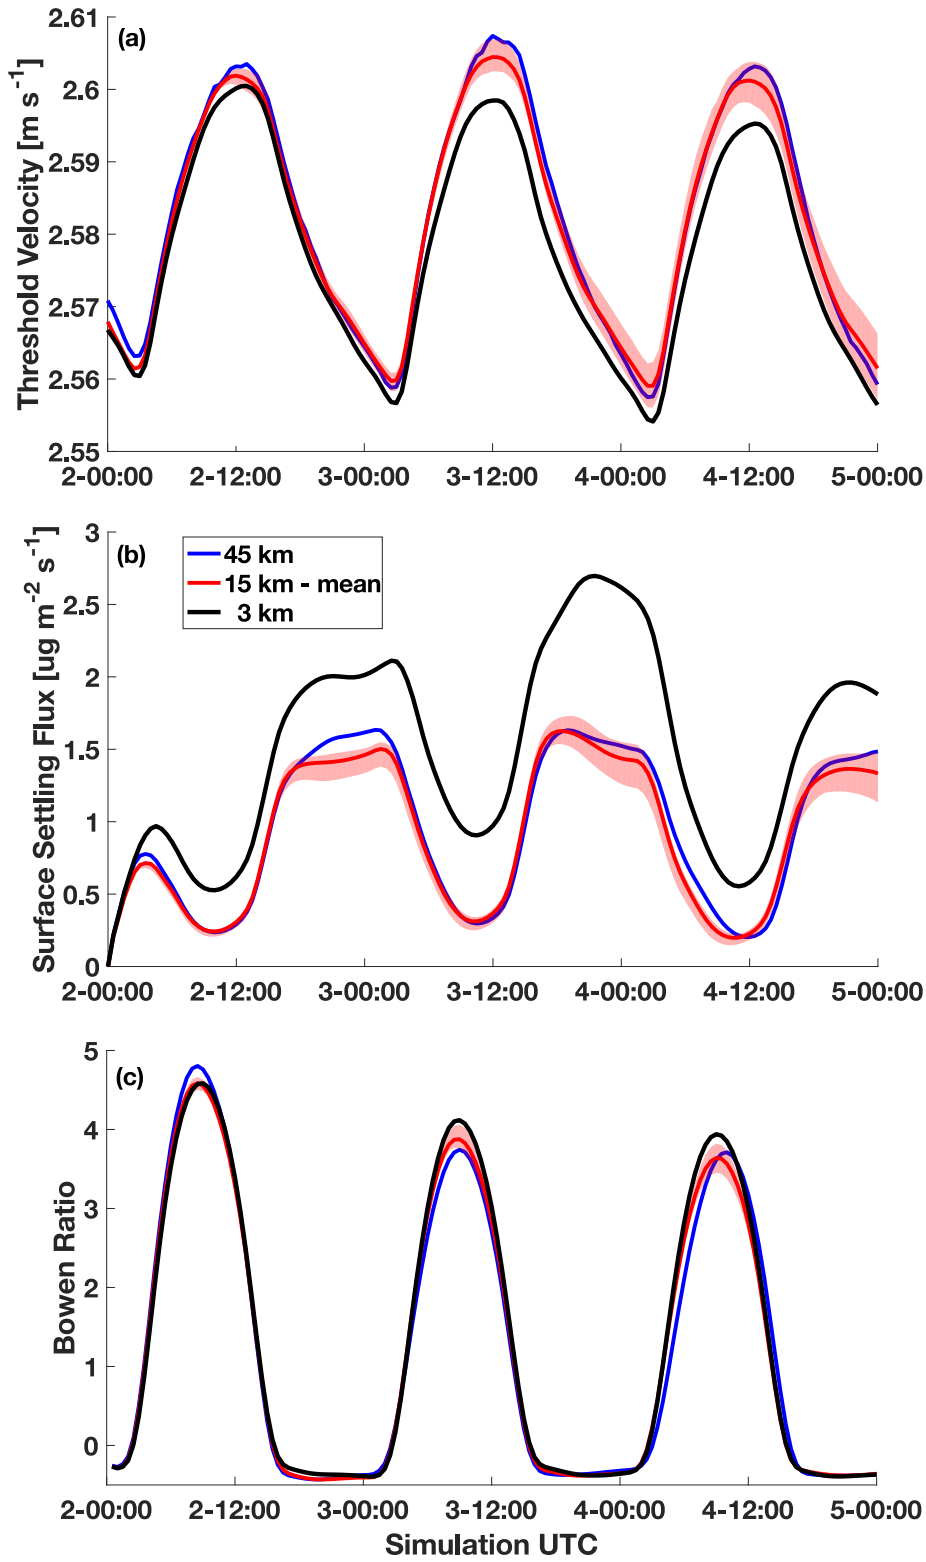 2.61
(a)
2.6
2.59
2.58
2.57
2.56
2.55
Threshold Velocity [m s⁻¹]
2-00:00 2-12:00 3-00:00 3-12:00 4-00:00 4-12:00 5-00:00
3
(b)
45 km
15 km - mean
3 km
2.5
2
1.5
1
0.5
0
Surface Settling Flux [ug m⁻² s⁻¹]
2-00:00 2-12:00 3-00:00 3-12:00 4-00:00 4-12:00 5-00:00
5
(c)
4
3
2
1
0
Bowen Ratio
2-00:00 2-12:00 3-00:00 3-12:00 4-00:00 4-12:00 5-00:00
Simulation UTC